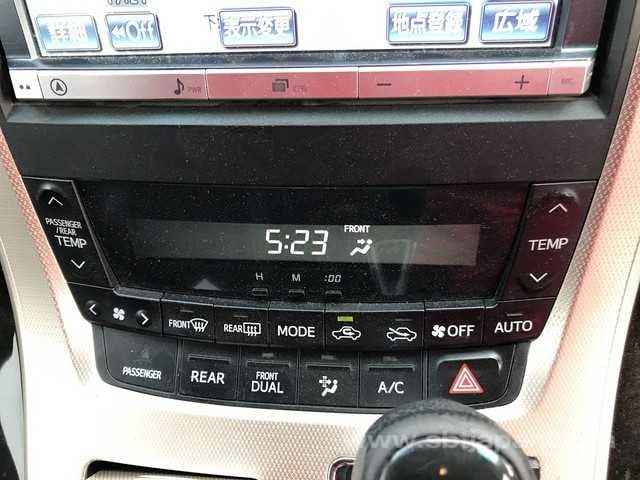 詳細 ≪Off 表示変更 地点登録 広域
PWR
− +
PASSENGER/REAR
TEMP
5:23
FRONT
H M :00
TEMP
FRONT REAR MODE OFF AUTO
PASSENGER REAR FRONT DUAL A/C